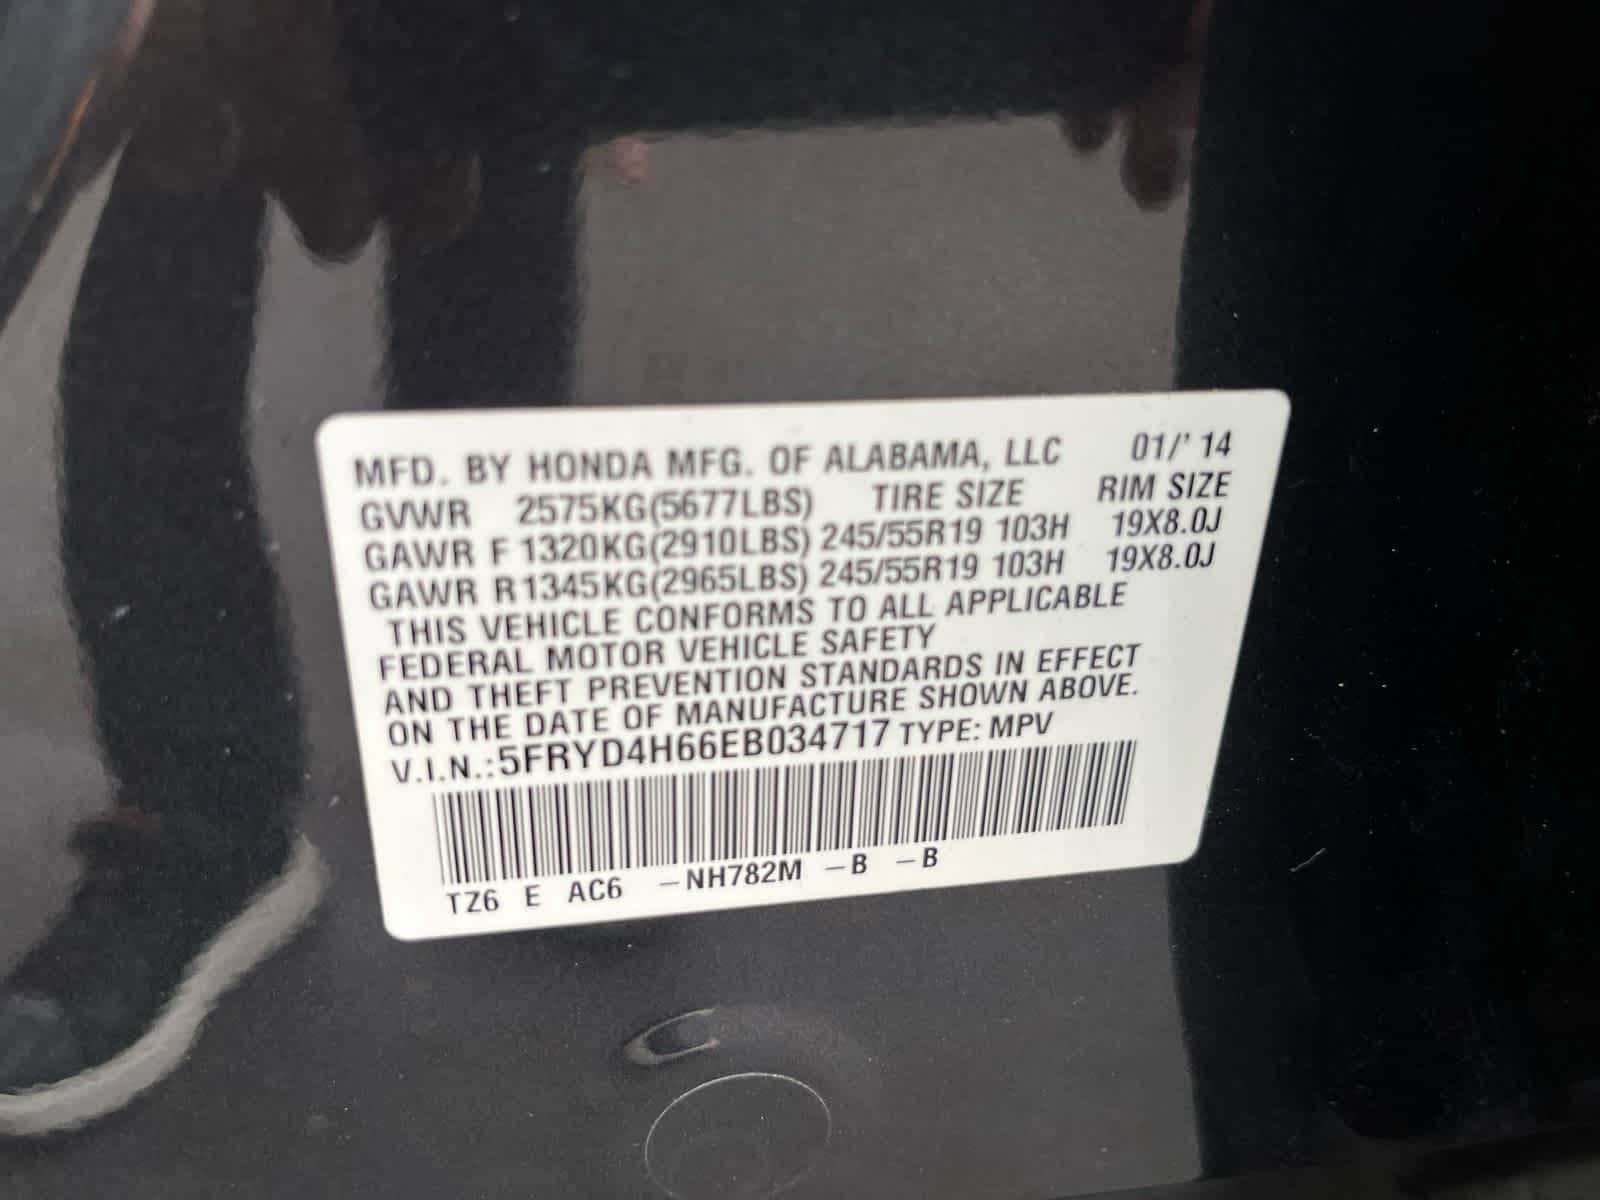 MFD. BY HONDA MFG. OF ALABAMA, LLC 01/' 14
GVWR 2575KG(5677LBS) TIRE SIZE RIM SIZE
GAWR F 1320KG(2910LBS) 245/55R19 103H 19X8.0J
GAWR R 1345KG(2965LBS) 245/55R19 103H 19X8.0J
THIS VEHICLE CONFORMS TO ALL APPLICABLE
FEDERAL MOTOR VEHICLE SAFETY
AND THEFT PREVENTION STANDARDS IN EFFECT
ON THE DATE OF MANUFACTURE SHOWN ABOVE.
V.I.N.:5FRYD4H66EB034717 TYPE: MPV
TZ6 E AC6 –NH782M –B –B